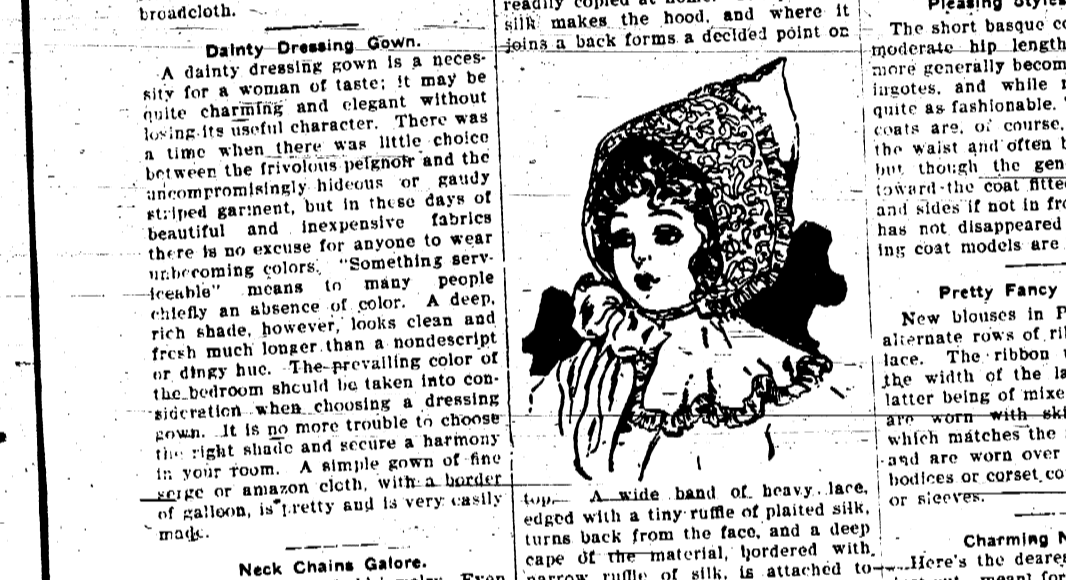 broadcloth.
Dainty Dressing Gown.
A dainty dressing gown is a neces-
sity for a woman of taste; it may be
quite charming and elegant without
losing its useful character. There was
a time when there was little choice
between the frivolous peignoir and the
uncompromisingly hideous or gaudy
striped garment, but in these days of
beautiful and inexpensive fabrics
there is no excuse for anyone to wear
unbecoming colors. "Something serv-
iceable" means to many people
chiefly an absence of color. A deep,
rich shade, however, looks clean and
fresh much longer than a nondescript
or dingy hue. The prevailing color of
the bedroom should be taken into con-
sideration when choosing a dressing
gown. It is no more trouble to choose
the right shade and secure a harmony
in your room. A simple gown of fine
serge or amazon cloth, with a border
of galloon, is pretty and is very easily
made.
Neck Chains Galore.
readily copied at home.
silk makes the hood, and where it
joins a back forms a decided point on
top. A wide band of heavy lace,
edged with a tiny ruffle of plaited silk,
turns back from the face, and a deep
cape of the material, bordered with
narrow ruffle of silk, is attached to
Pleasing Styles
The short basque co
moderate hip length
more generally becom
ingotes, and while
quite as fashionable.
coats are, of course,
the waist and often b
but though the gen
toward the coat fitte
and sides if not in fro
has not disappeared
ing coat models are
Pretty Fancy
New blouses in P
alternate rows of ri
lace. The ribbon
the width of the la
latter being of mixe
are worn with ski
which matches the
and are worn over
bodices or corset co
or sleeves.
Charming N
Here's the deares